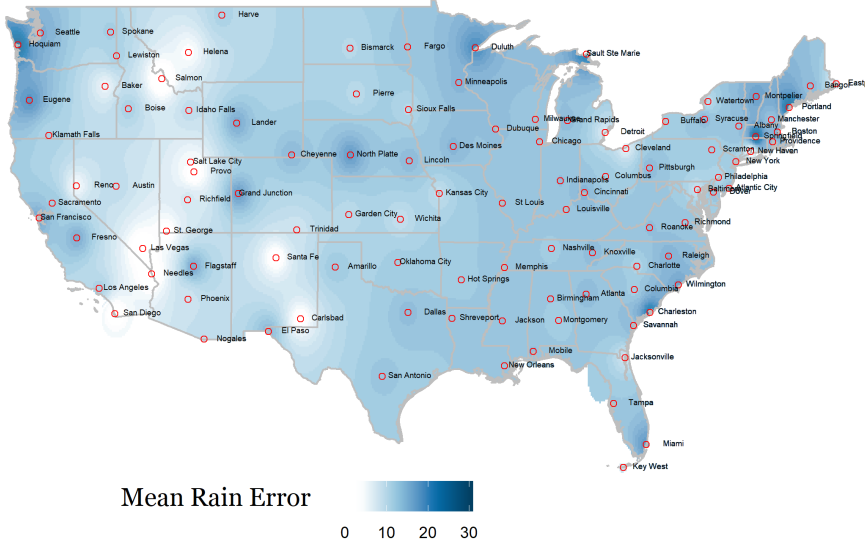 Harve
Seattle
Spokane
Hoquiam
Bismarck
Fargo
Duluth
Helena
Lewiston
Sault Ste Marie
Salmon
Minneapolis
Baker
Bangor
East
Pierre
Eugene
Montpelier
Watertown
Boise
Idaho Falls
Sioux Falls
Portland
Lander
Milwaukee
Grand Rapids
Buffalo
Syracuse
Manchester
Albany
Dubuque
Detroit
Boston
Klamath Falls
Springfield
Chicago
Providence
Des Moines
Cleveland
Scranton
New Haven
Cheyenne
North Platte
Lincoln
Salt Lake City
New York
Provo
Pittsburgh
Indianapolis
Columbus
Philadelphia
Reno
Austin
Baltimore
Atlantic City
Dover
Grand Junction
Kansas City
Cincinnati
Richfield
Sacramento
St Louis
Louisville
Garden City
San Francisco
Wichita
Richmond
Roanoke
St. George
Trinidad
Fresno
Las Vegas
Nashville
Knoxville
Raleigh
Santa Fe
Oklahoma City
Needles
Flagstaff
Amarillo
Memphis
Charlotte
Hot Springs
Los Angeles
Wilmington
Columbia
Phoenix
Birmingham
Atlanta
San Diego
Dallas
Charleston
Carlsbad
Shreveport
Jackson
Montgomery
Savannah
El Paso
Nogales
Mobile
Jacksonville
New Orleans
San Antonio
Tampa
Miami
Key West
Mean Rain Error
0 10 20 30